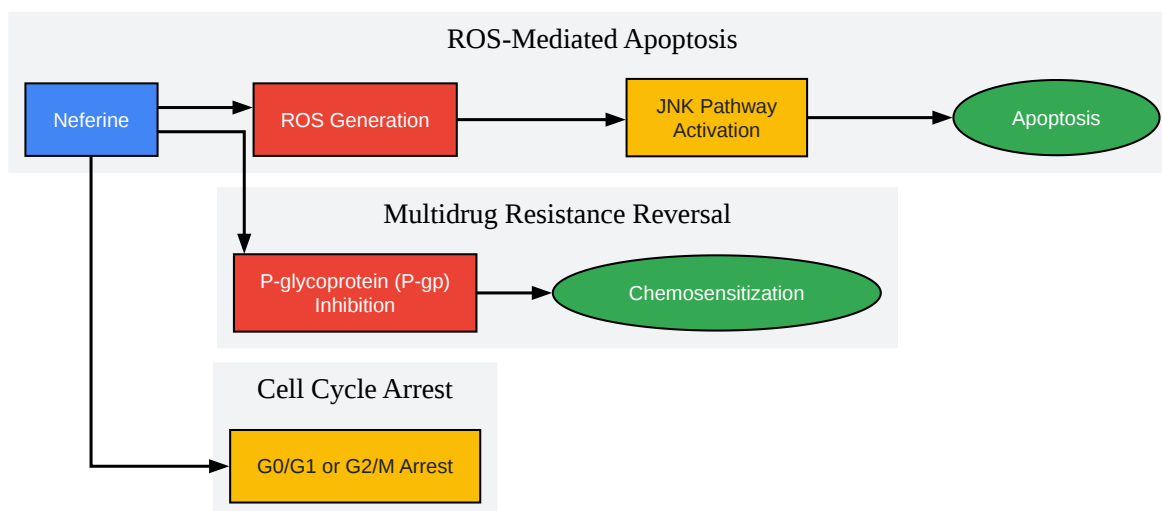 ROS-Mediated Apoptosis
Neferine
ROS Generation
JNK Pathway
Activation
Apoptosis
Multidrug Resistance Reversal
P-glycoprotein (P-gp)
Inhibition
Chemosensitization
Cell Cycle Arrest
G0/G1 or G2/M Arrest